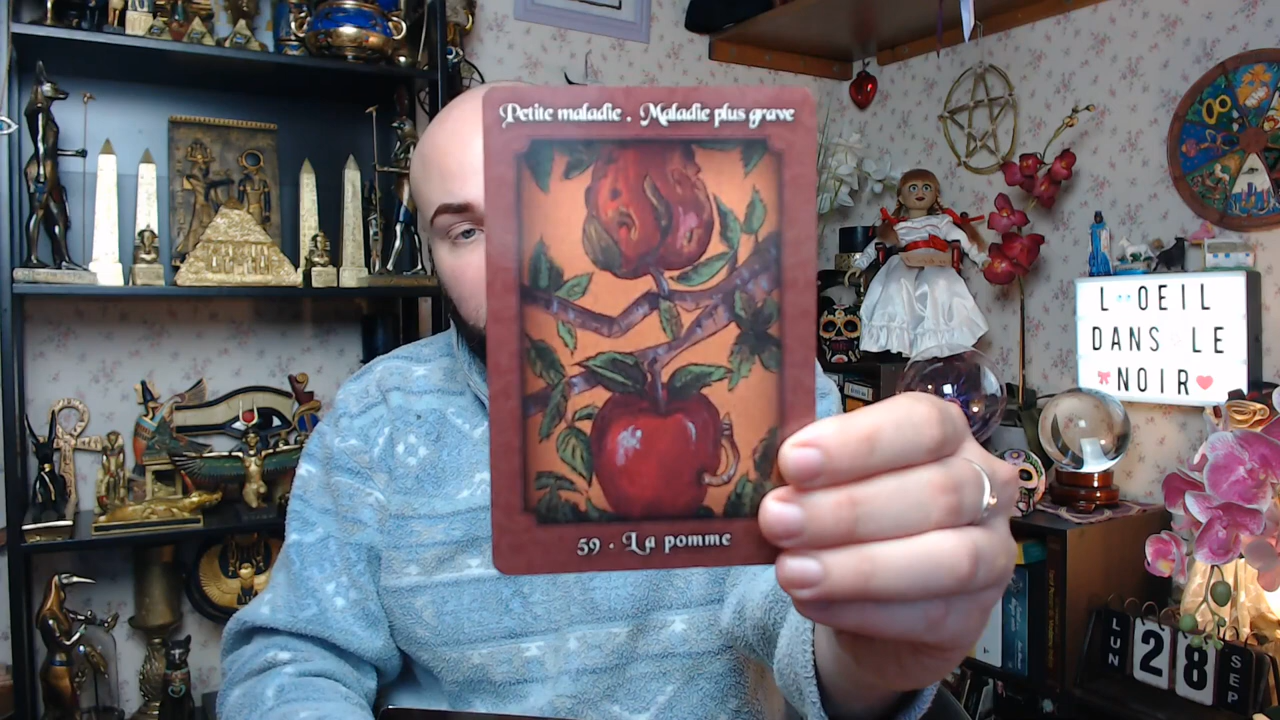 Petite maladie . Maladie plus grave
59 . La pomme
L OEIL
DANS LE
NOIR
LUN 28 SEP